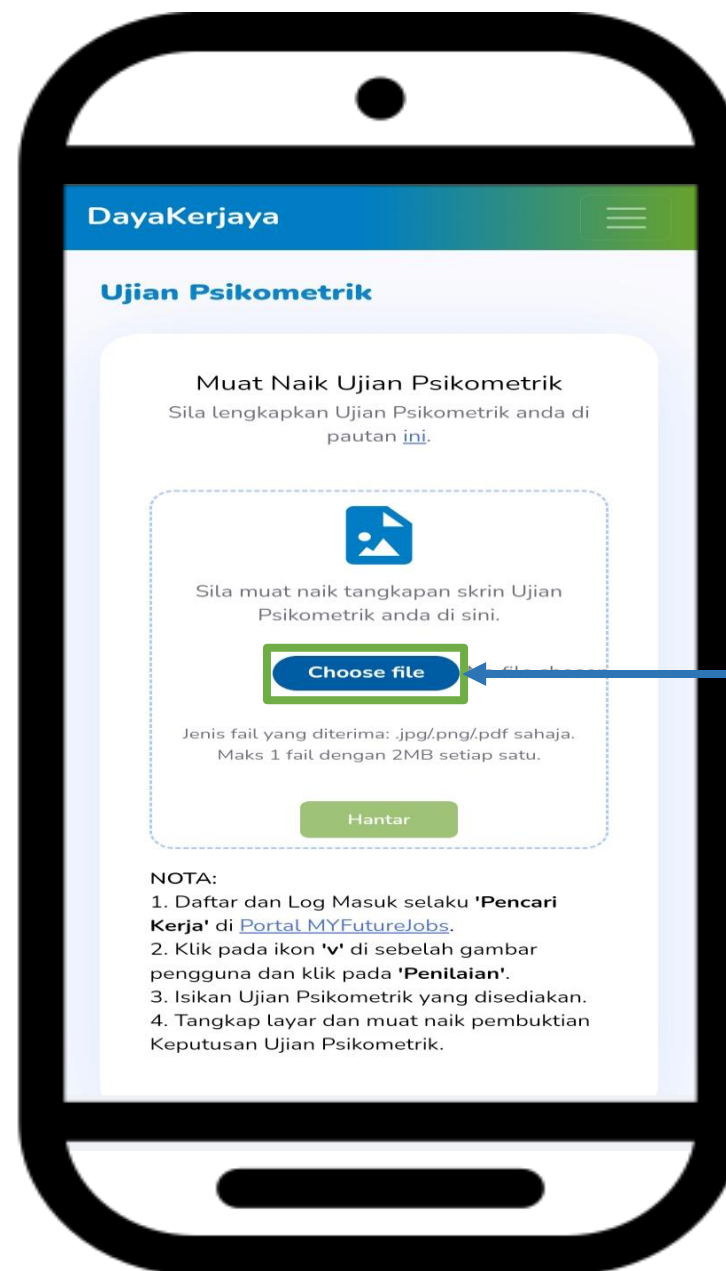 DayaKerjaya
Ujian Psikometrik
Muat Naik Ujian Psikometrik
Sila lengkapkan Ujian Psikometrik anda di
pautan ini.
Sila muat naik tangkapan skrin Ujian
Psikometrik anda di sini.
Choose file
Jenis fail yang diterima: .jpg/.png/.pdf sahaja.
Maks 1 fail dengan 2MB setiap satu.
Hantar
NOTA:
1. Daftar dan Log Masuk selaku 'Pencari
Kerja' di Portal MYFutureJobs.
2. Klik pada ikon 'v' di sebelah gambar
pengguna dan klik pada 'Penilaian'.
3. Isikan Ujian Psikometrik yang disediakan.
4. Tangkap layar dan muat naik pembuktian
Keputusan Ujian Psikometrik.